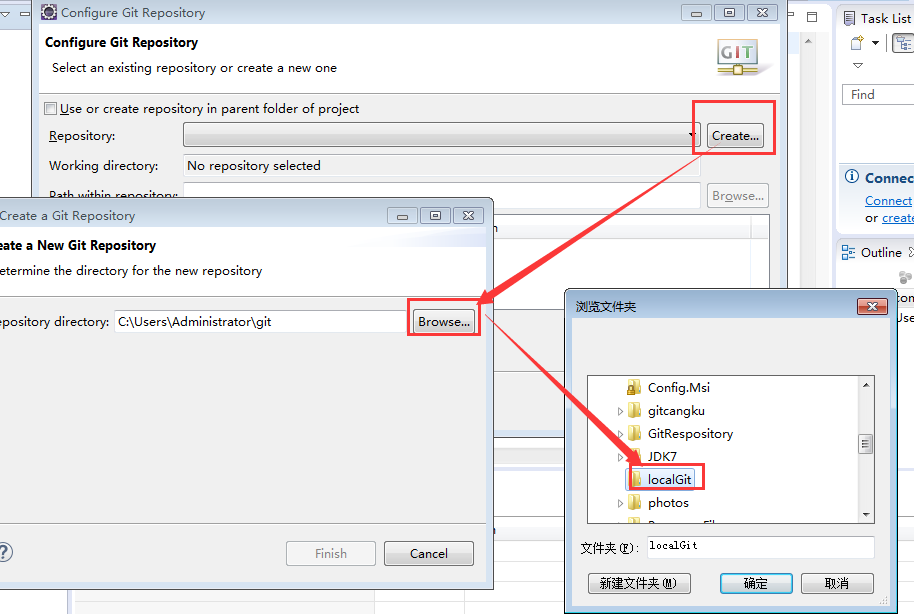 Configure Git Repository
Configure Git Repository
Select an existing repository or create a new one
GIT
Use or create repository in parent folder of project
Repository:
Create...
Working directory:
No repository selected
Path within repository:
Browse...
Task List
Find
Connec
Connect
or create
Outline
Create a Git Repository
eate a New Git Repository
etermine the directory for the new repository
epository directory:
C:\Users\Administrator\git
Browse...
Finish
Cancel
浏览文件夹
Config.Msi
gitcangku
GitRespository
JDK7
localGit
photos
文件夹(F):
localGit
新建文件夹(M)
确定
取消